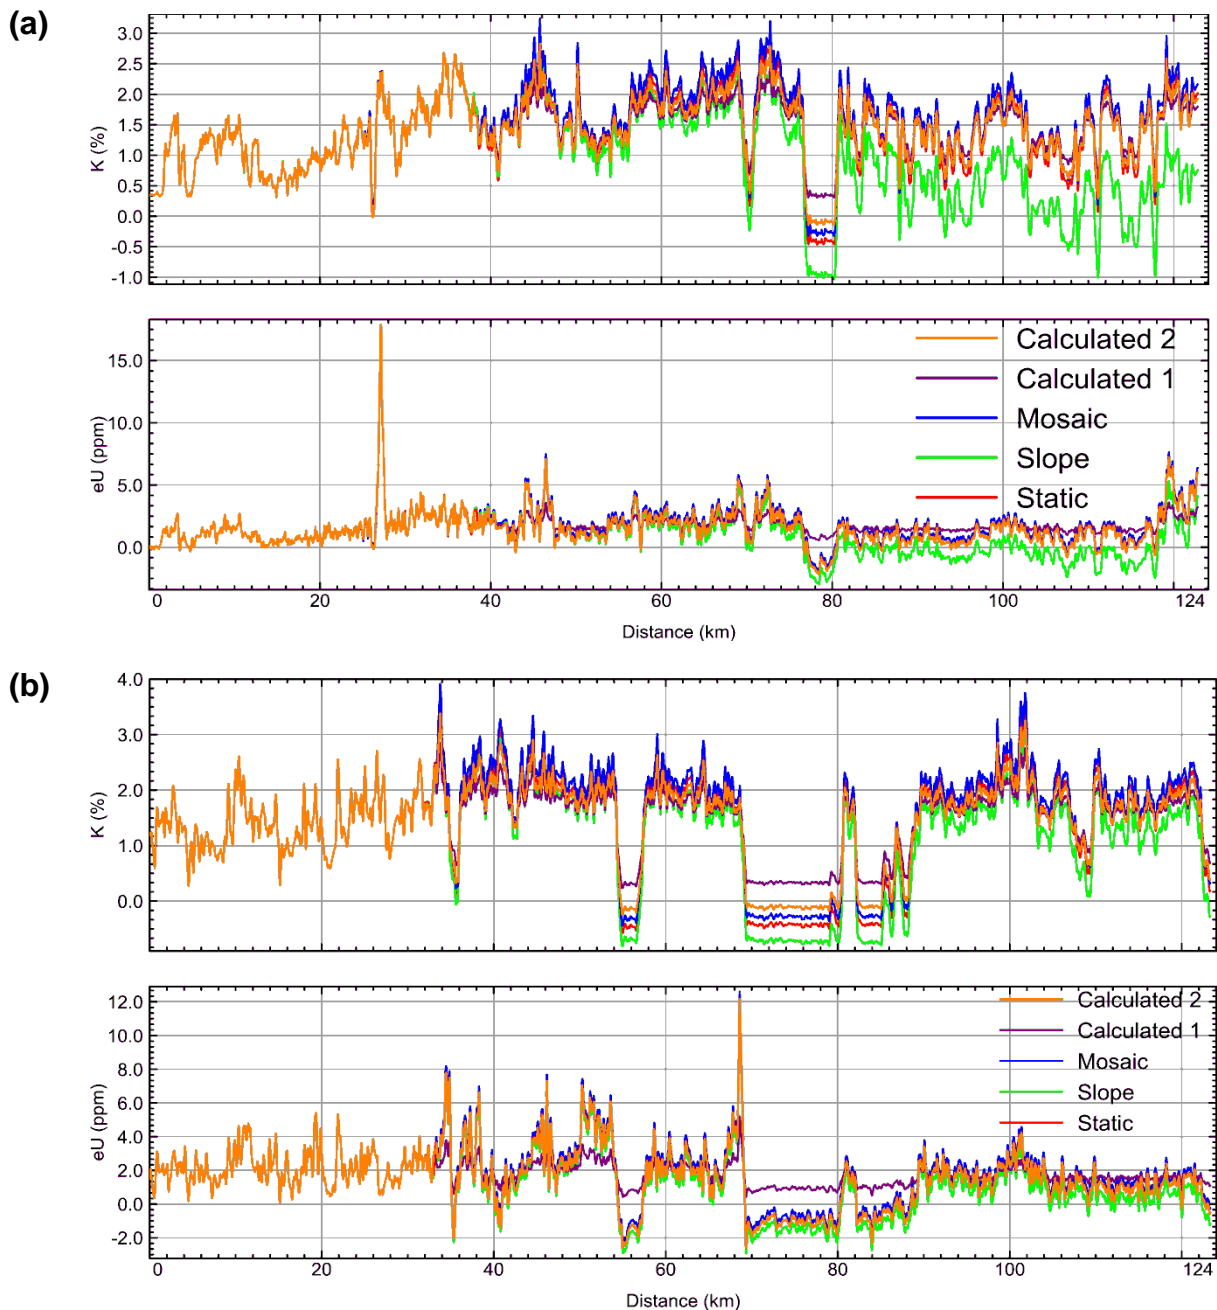 (a)
3.0
2.5
2.0
1.5
1.0
0.5
0.0
-0.5
-1.0
K (%)
15.0
10.0
5.0
0.0
eU (ppm)
Calculated 2
Calculated 1
Mosaic
Slope
Static
0 20 40 60 80 100 124
Distance (km)
(b)
4.0
3.0
2.0
1.0
0.0
K (%)
12.0
10.0
8.0
6.0
4.0
2.0
0.0
-2.0
eU (ppm)
Calculated 2
Calculated 1
Mosaic
Slope
Static
0 20 40 60 80 100 124
Distance (km)